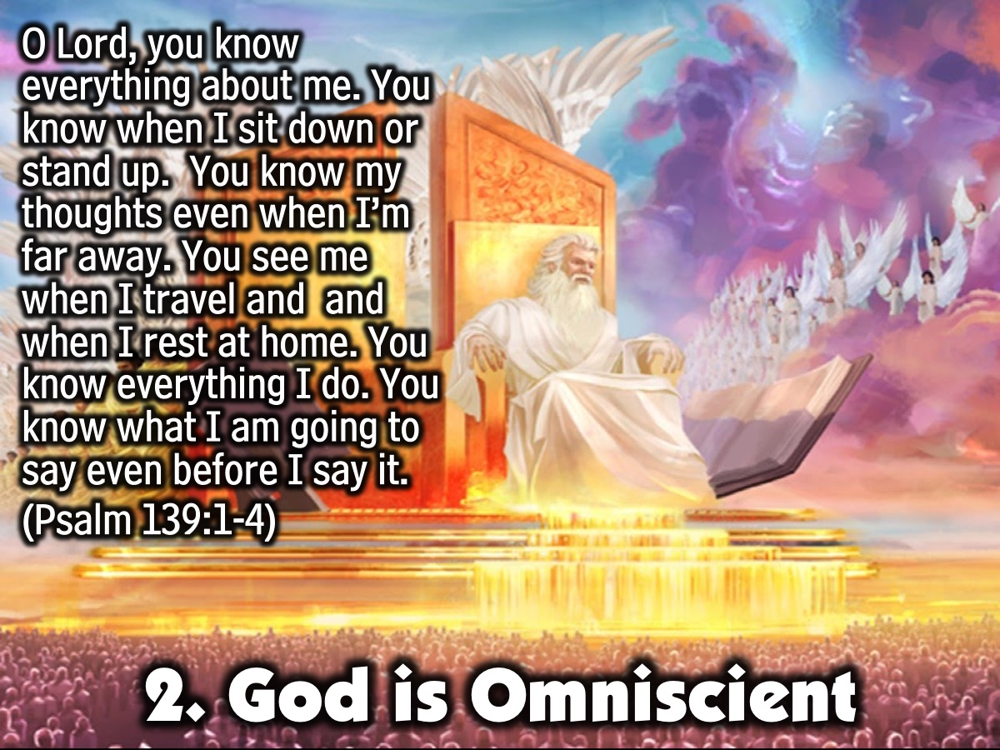 O Lord, you know
everything about me. You
know when I sit down or
stand up.  You know my
thoughts even when I’m
far away. You see me
when I travel and  and
when I rest at home. You
know everything I do. You
know what I am going to
say even before I say it.
(Psalm 139:1-4)
2. God is Omniscient